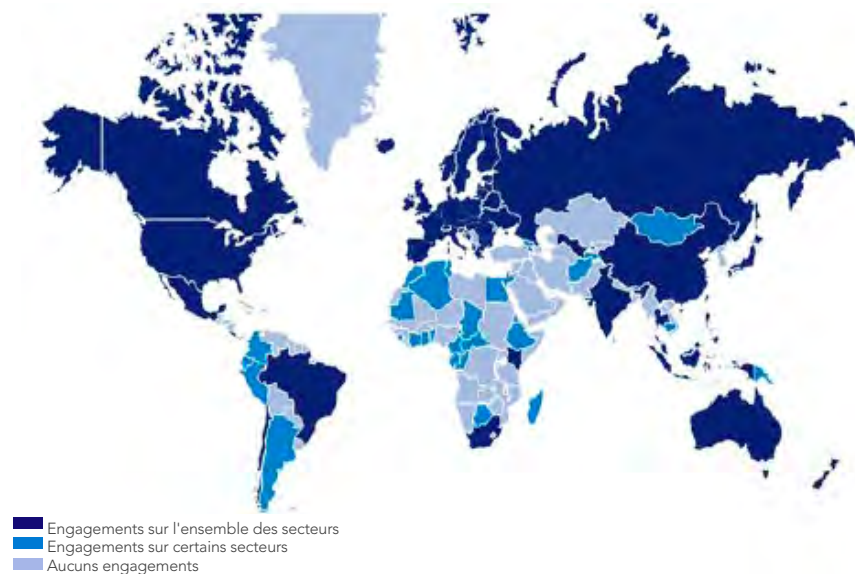 Engagements sur l'ensemble des secteurs
Engagements sur certains secteurs
Aucuns engagements